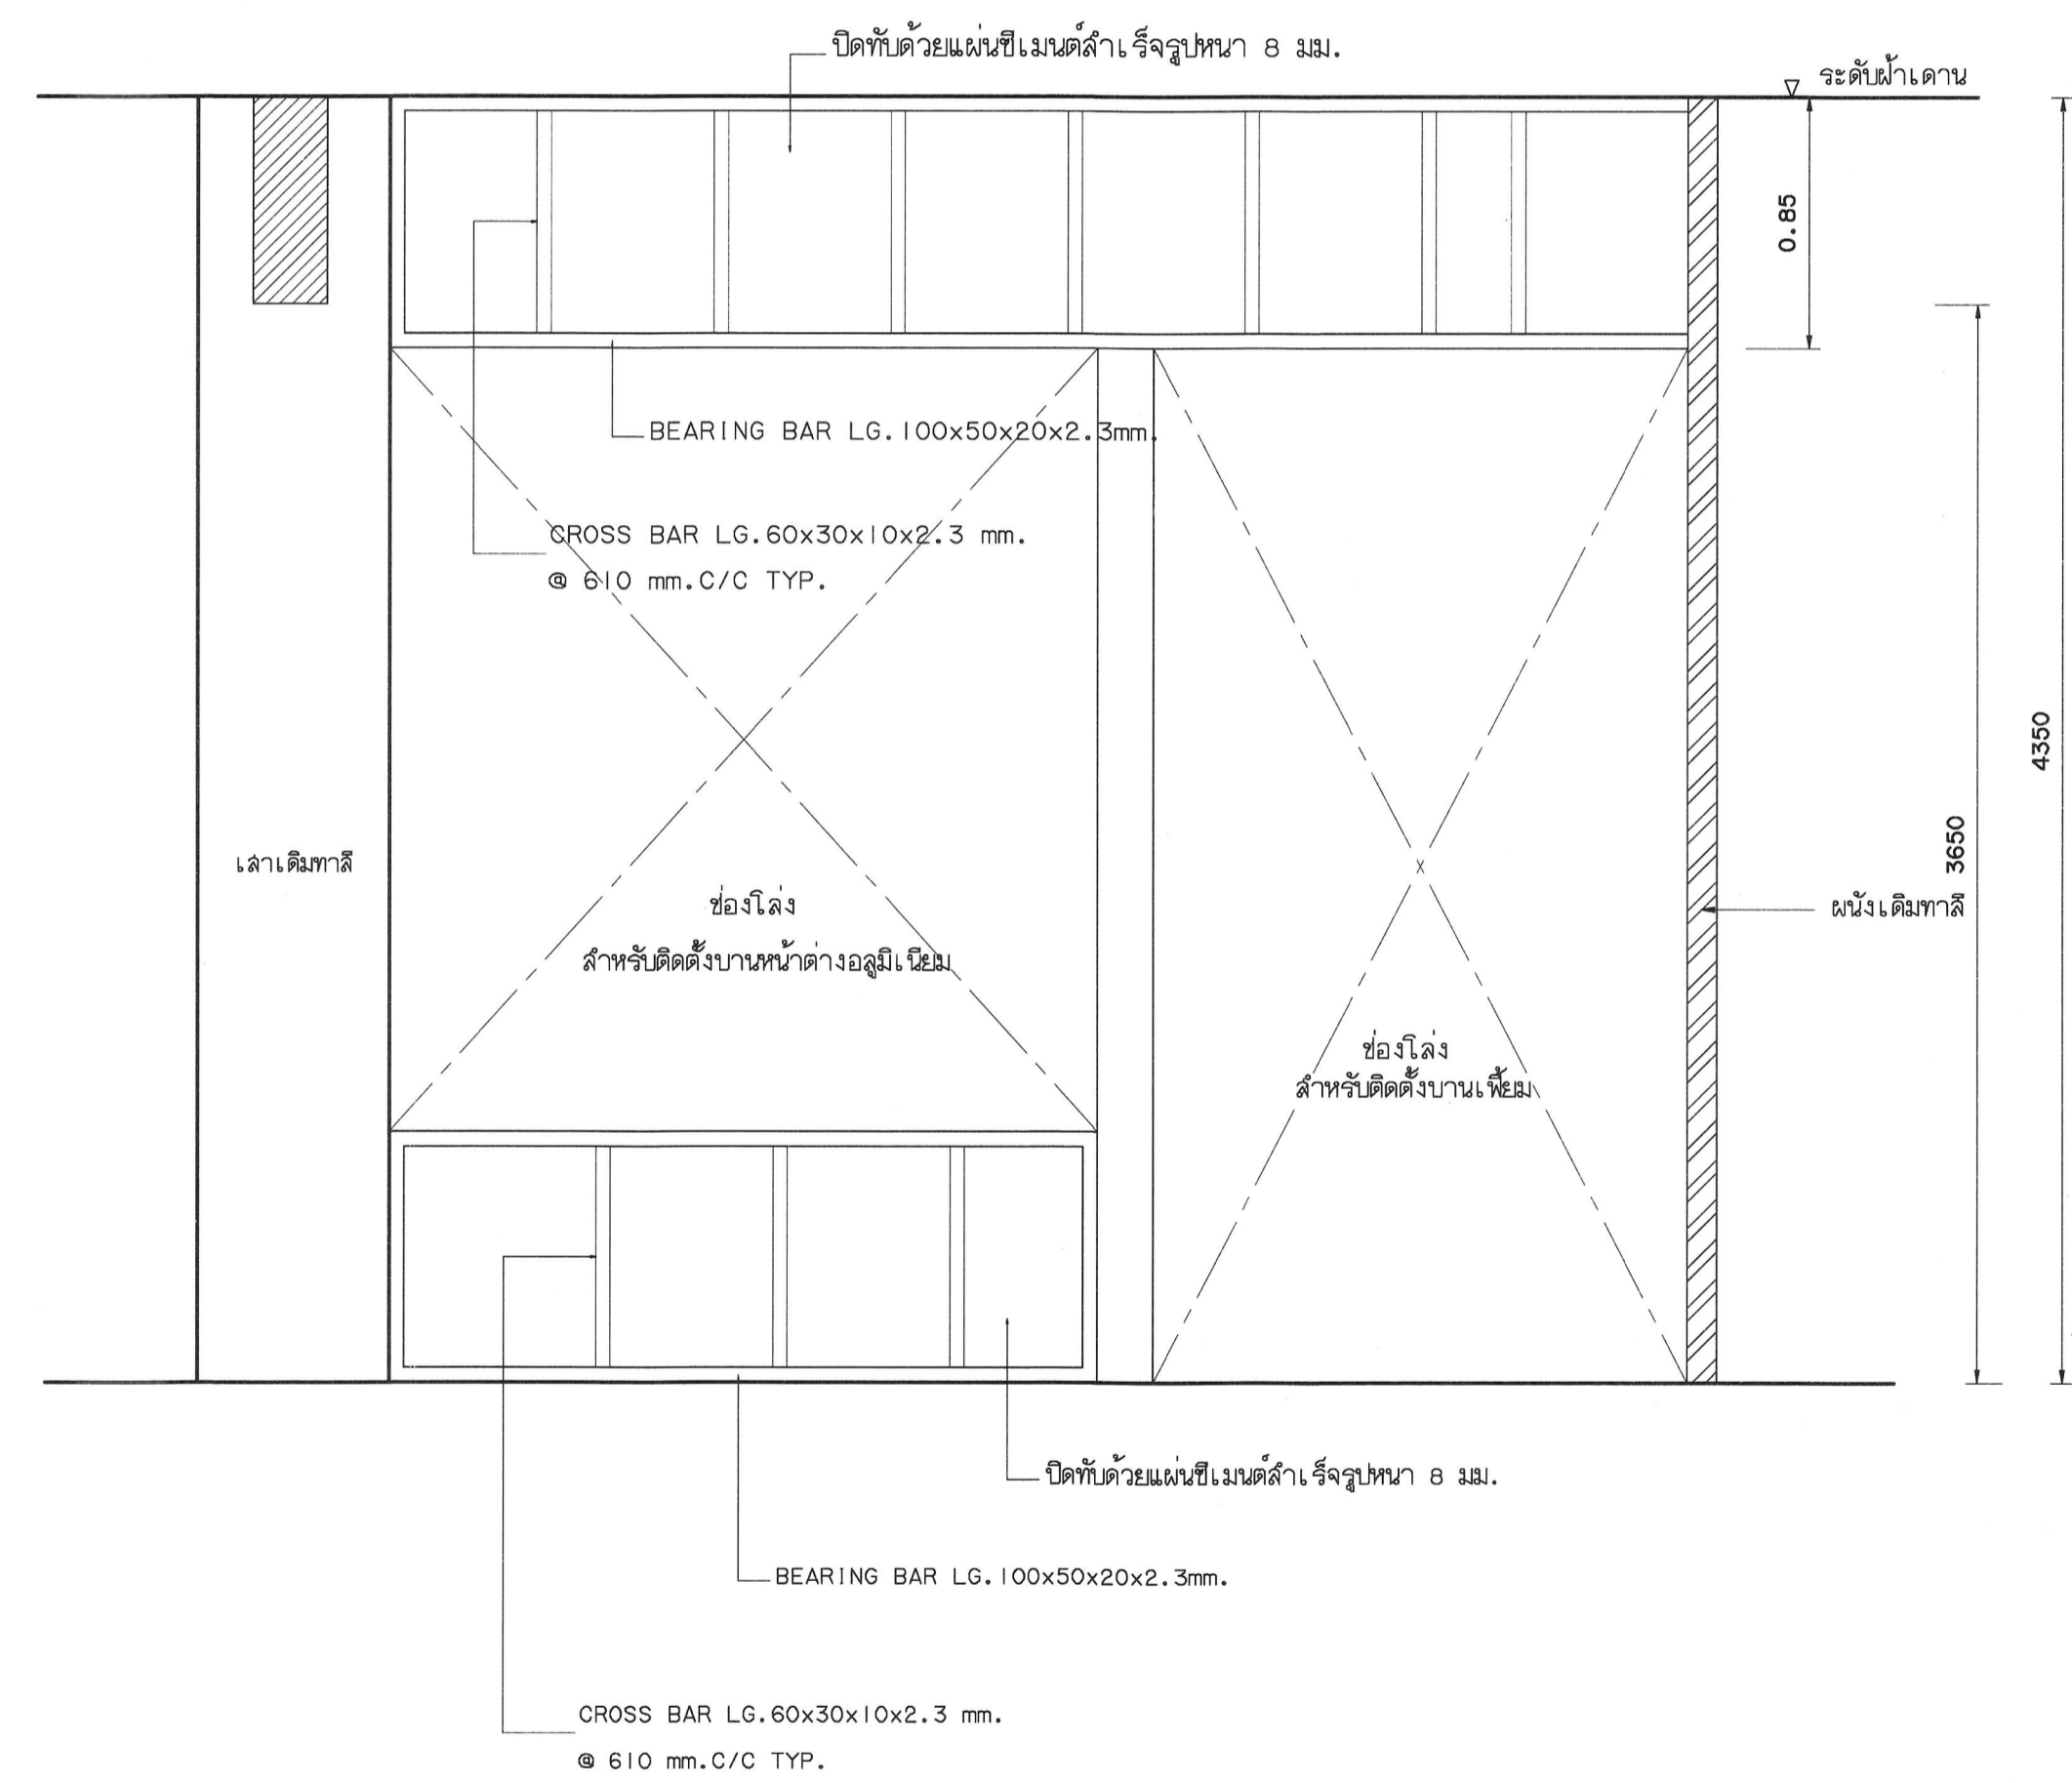 ปิดทับด้วยแผ่นซีเมนต์สำเร็จรูปหนา 8 มม.
ระดับฝ้าเดาน
0.85
BEARING BAR LG.100x50x20x2.3mm.
CROSS BAR LG.60x30x10x2.3 mm.
@ 610 mm.C/C TYP.
4350
3650
เสาเดิมทาสี
ช่องโล่ง
สำหรับติดตั้งบานหน้าต่างอลูมิเนียม
ผนังเดิมทาสี
ช่องโล่ง
สำหรับติดตั้งบานเฟี้ยม
ปิดทับด้วยแผ่นซีเมนต์สำเร็จรูปหนา 8 มม.
BEARING BAR LG.100x50x20x2.3mm.
CROSS BAR LG.60x30x10x2.3 mm.
@ 610 mm.C/C TYP.